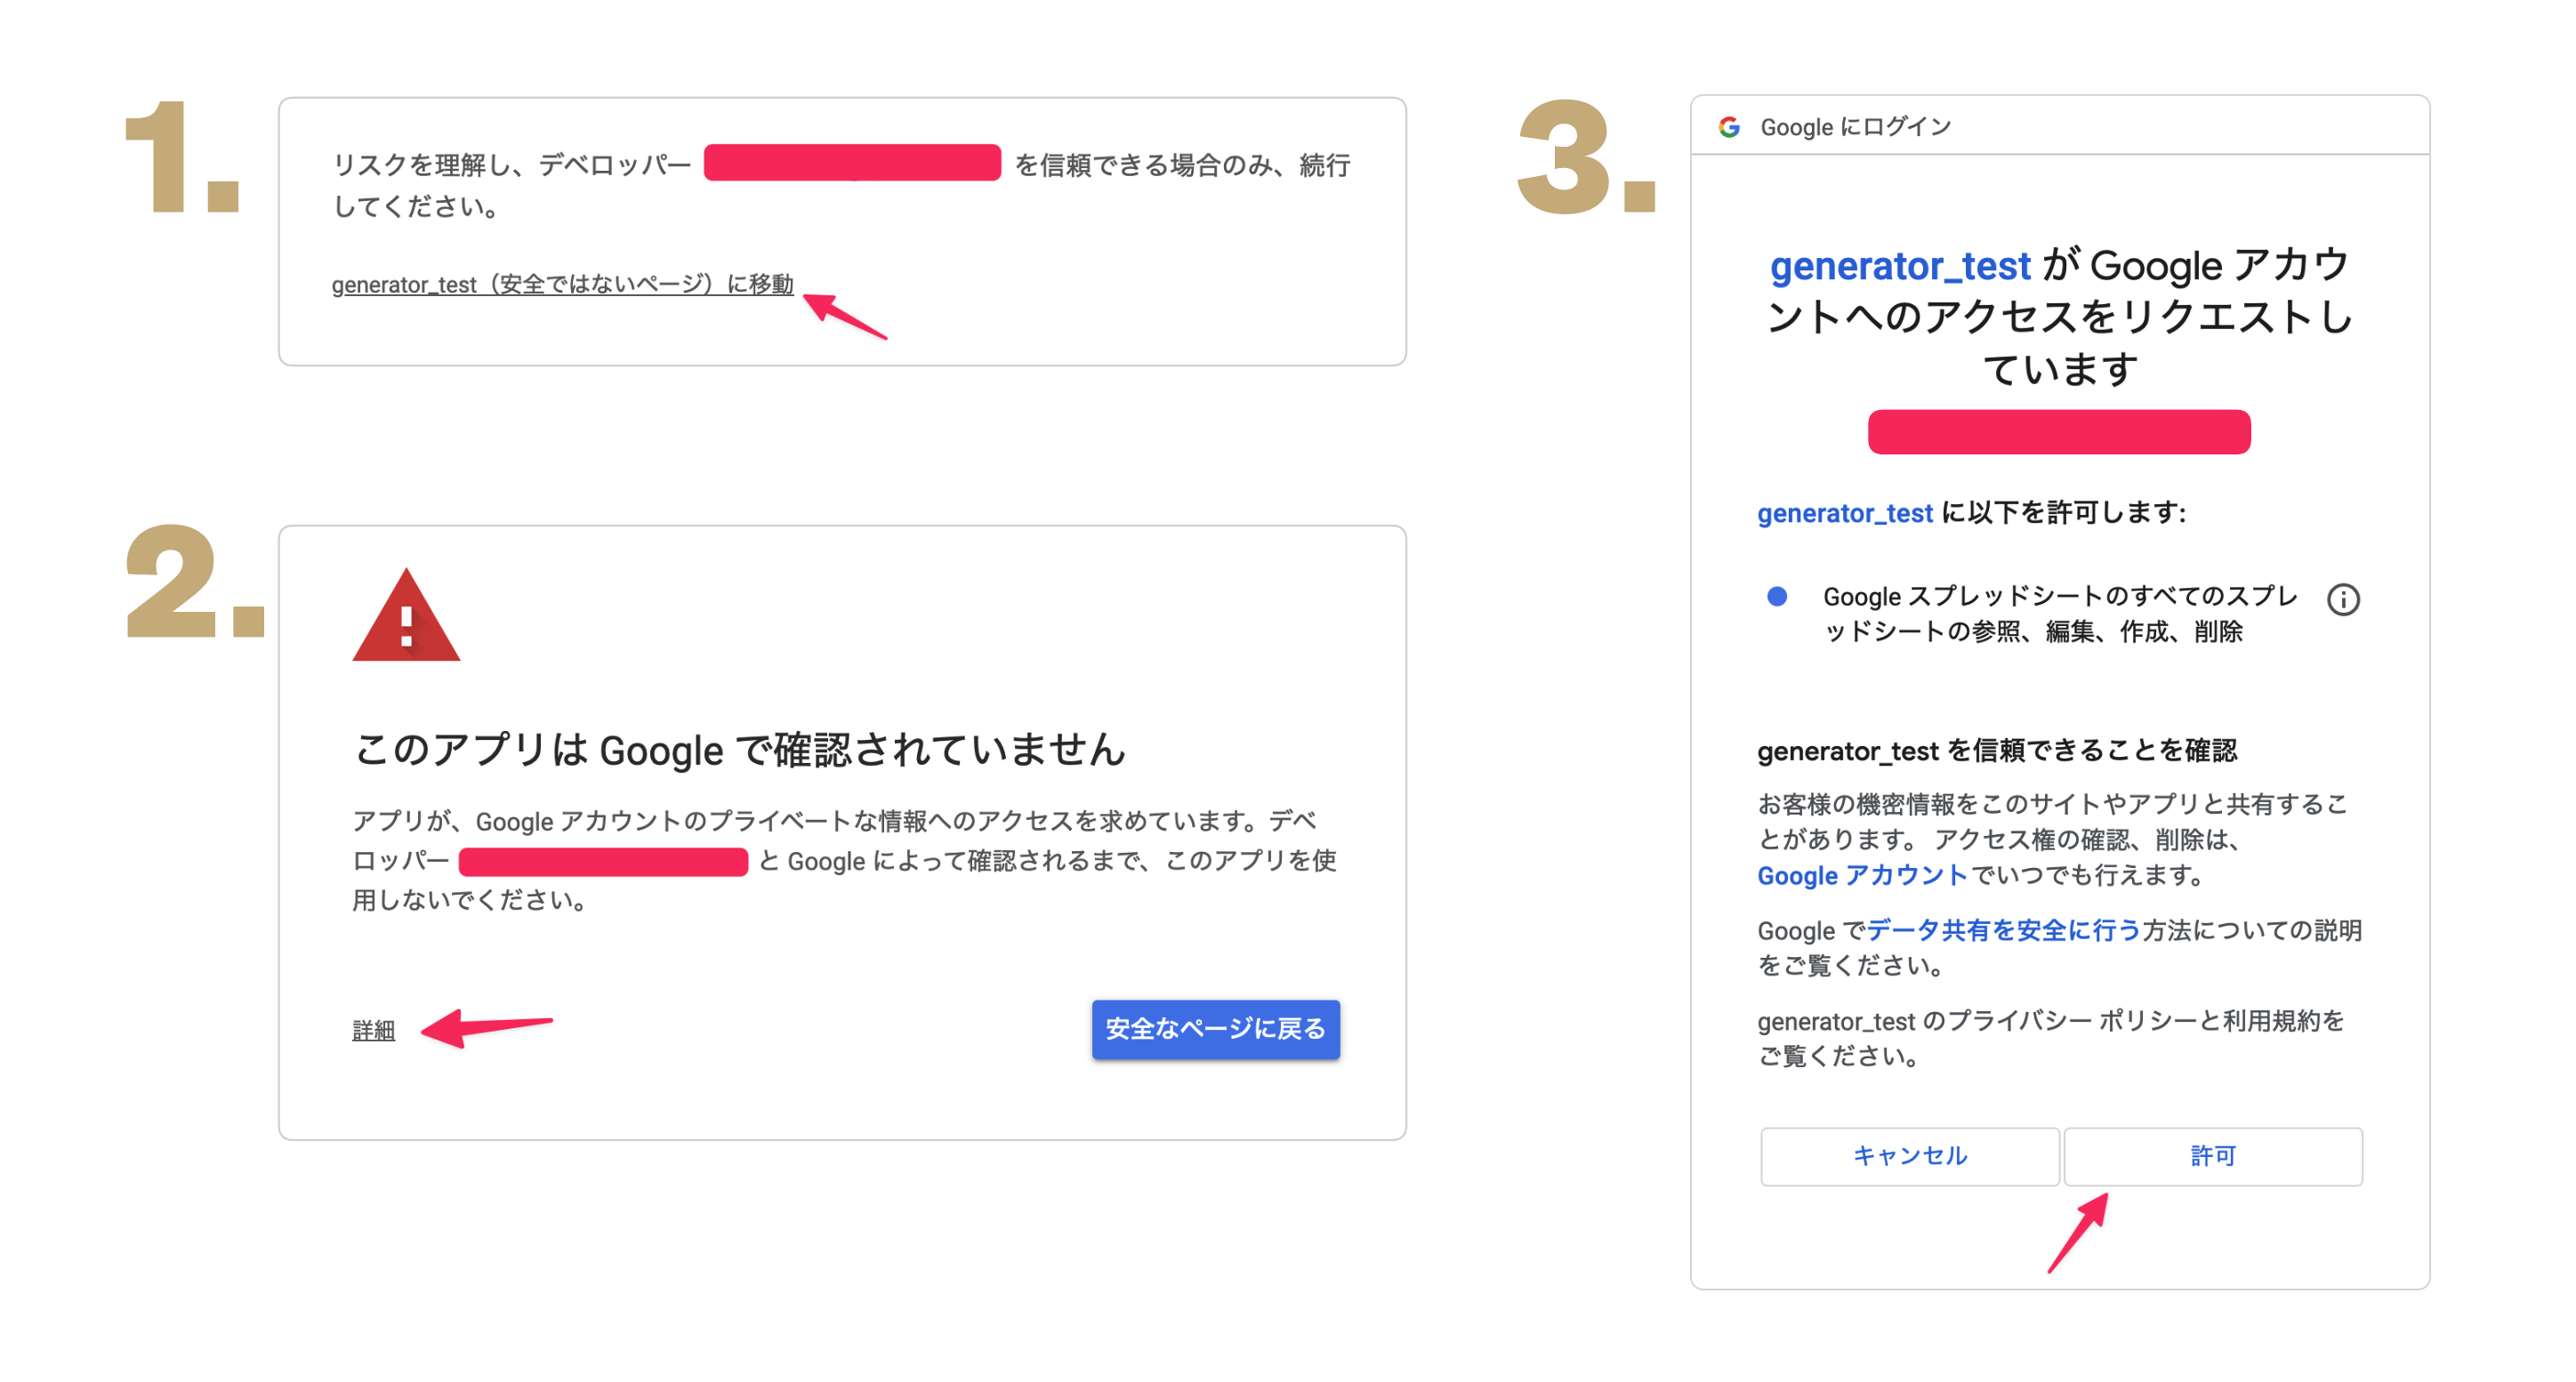 1.
リスクを理解し、デベロッパー を信頼できる場合のみ、続行
してください。
generator_test（安全ではないページ）に移動
2.
このアプリは Google で確認されていません
アプリが、Google アカウントのプライベートな情報へのアクセスを求めています。デベ
ロッパー と Google によって確認されるまで、このアプリを使
用しないでください。
詳細
安全なページに戻る
3.
Google にログイン
generator_test が Google アカウ
ントへのアクセスをリクエストし
ています
generator_test に以下を許可します:
Google スプレッドシートのすべてのスプレ
ッドシートの参照、編集、作成、削除
generator_test を信頼できることを確認
お客様の機密情報をこのサイトやアプリと共有するこ
とがあります。 アクセス権の確認、削除は、
Google アカウントでいつでも行えます。
Google でデータ共有を安全に行う方法についての説明
をご覧ください。
generator_test のプライバシー ポリシーと利用規約を
ご覧ください。
キャンセル
許可